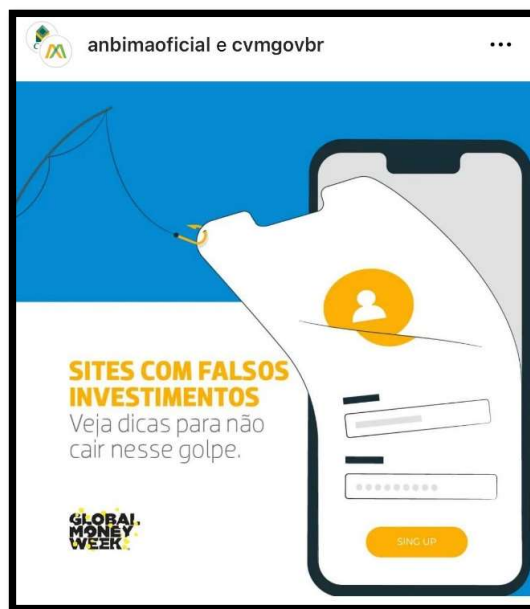 anbimaoficial e cvmgovbr
SITES COM FALSOS
INVESTIMENTOS
Veja dicas para não
cair nesse golpe.
GLOBAL
MONEY
WEEK
SING UP